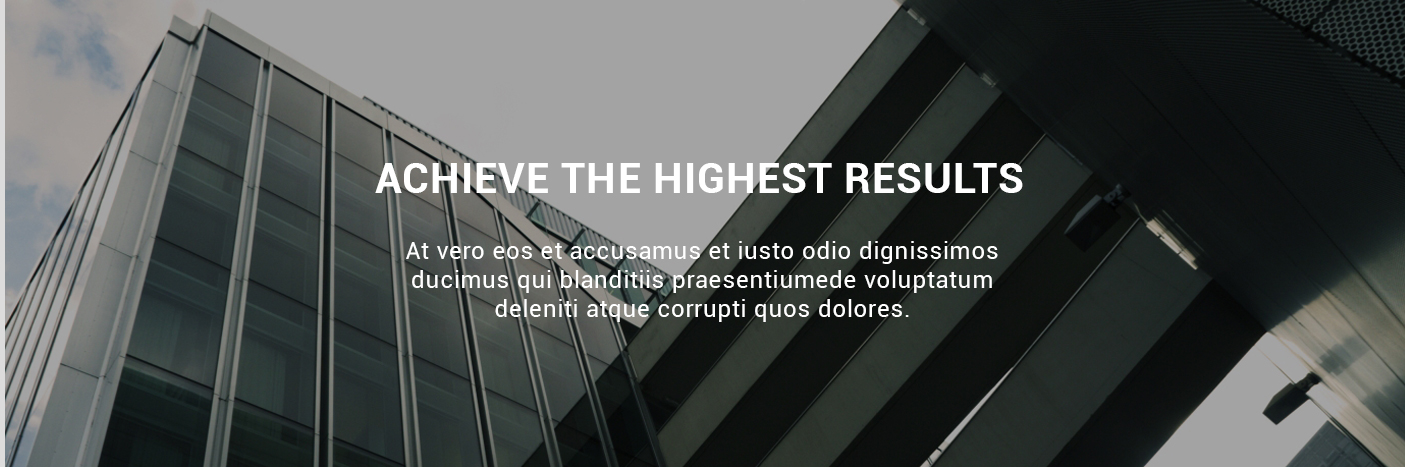 ACHIEVE THE HIGHEST RESULTS
At vero eos et accusamus et iusto odio dignissimos
ducimus qui blanditiis praesentiumede voluptatum
deleniti atque corrupti quos dolores.